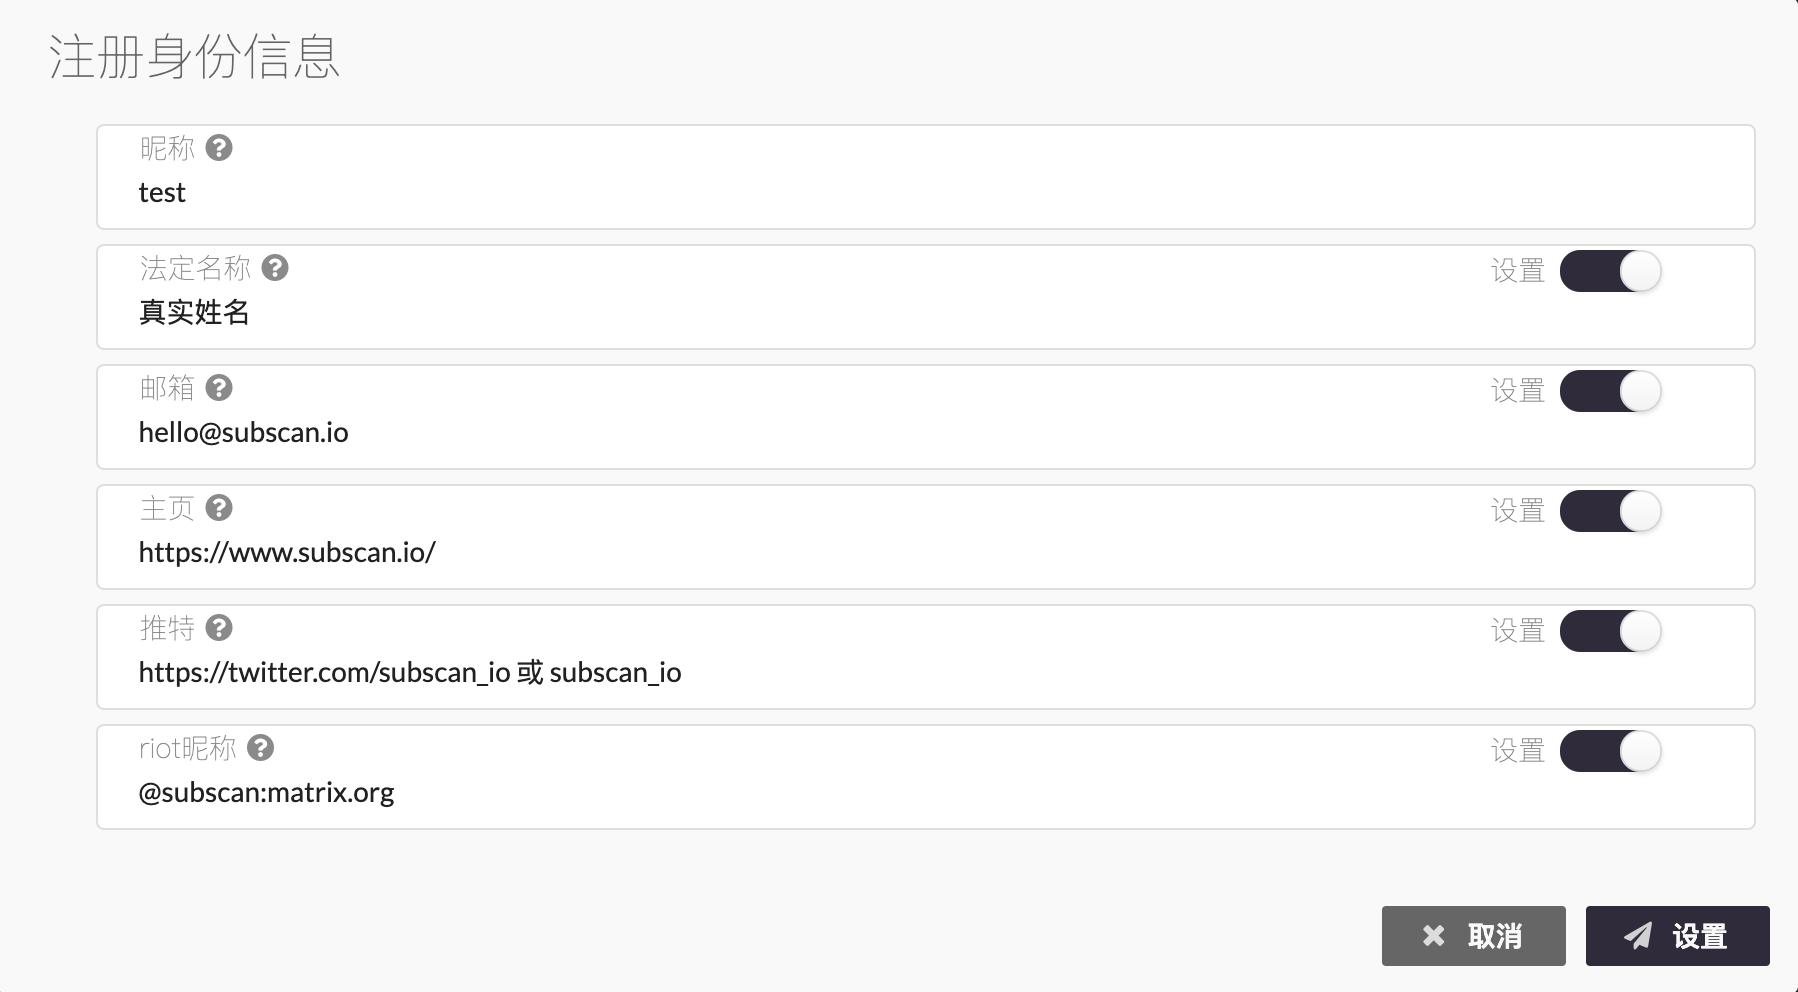 注册身份信息
昵称
test
法定名称
设置
真实姓名
邮箱
设置
hello@subscan.io
主页
设置
https://www.subscan.io/
推特
设置
https://twitter.com/subscan_io 或 subscan_io
riot昵称
设置
@subscan:matrix.org
取消
设置